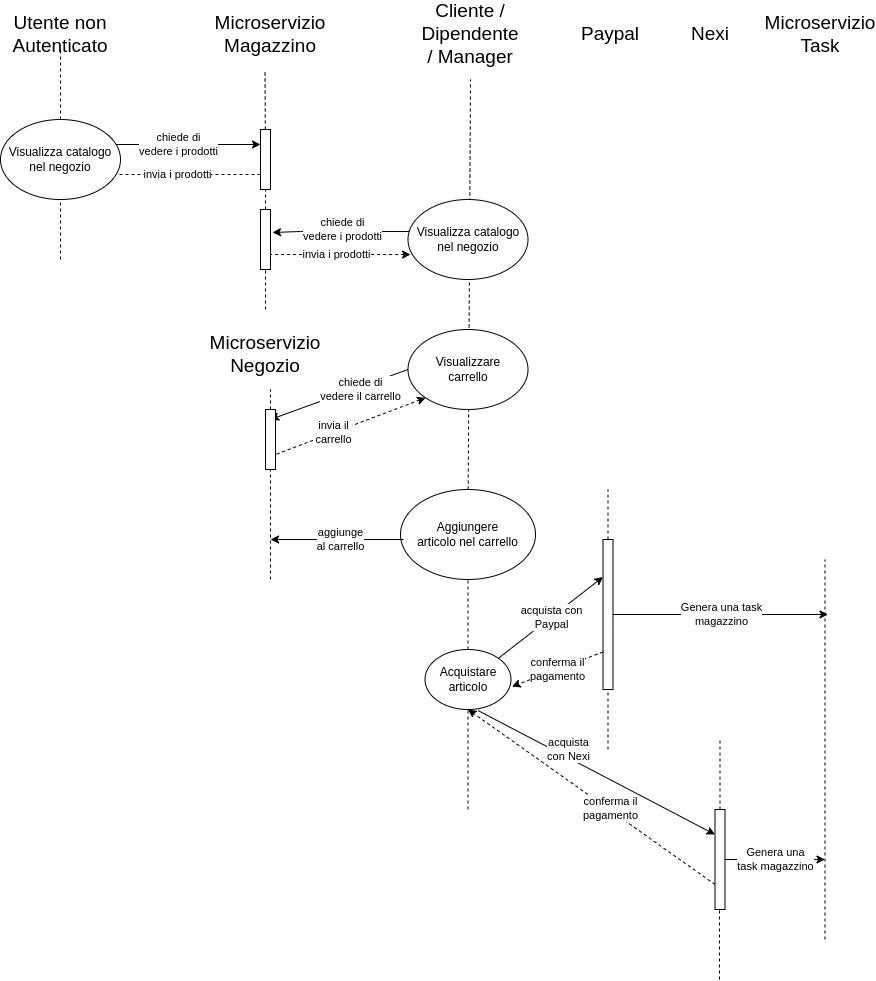 Utente non
Autenticato
Microservizio
Magazzino
Cliente /
Dipendente
/ Manager
Paypal
Nexi
Microservizio
Task
Visualizza catalogo
nel negozio
chiede di
vedere i prodotti
invia i prodotti
chiede di
vedere i prodotti
invia i prodotti
Visualizza catalogo
nel negozio
Microservizio
Negozio
Visualizzare
carrello
chiede di
vedere il carrello
invia il
carrello
Aggiungere
articolo nel carrello
aggiunge
al carrello
acquista con
Paypal
Genera una task
magazzino
conferma il
pagamento
Acquistare
articolo
acquista
con Nexi
conferma il
pagamento
Genera una
task magazzino